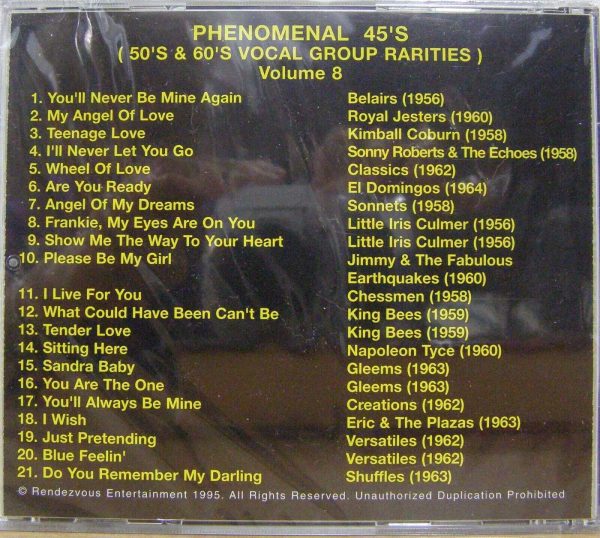 PHENOMENAL 45'S
( 50'S & 60'S VOCAL GROUP RARITIES )
Volume 8
1. You'll Never Be Mine Again Belairs (1956)
2. My Angel Of Love Royal Jesters (1960)
3. Teenage Love Kimball Coburn (1958)
4. I'll Never Let You Go Sonny Roberts & The Echoes (1958)
5. Wheel Of Love Classics (1962)
6. Are You Ready El Domingos (1964)
7. Angel Of My Dreams Sonnets (1958)
8. Frankie, My Eyes Are On You Little Iris Culmer (1956)
9. Show Me The Way To Your Heart Little Iris Culmer (1956)
10. Please Be My Girl Jimmy & The Fabulous
Earthquakes (1960)
11. I Live For You Chessmen (1958)
12. What Could Have Been Can't Be King Bees (1959)
13. Tender Love King Bees (1959)
14. Sitting Here Napoleon Tyce (1960)
15. Sandra Baby Gleems (1963)
16. You Are The One Gleems (1963)
17. You'll Always Be Mine Creations (1962)
18. I Wish Eric & The Plazas (1963)
19. Just Pretending Versatiles (1962)
20. Blue Feelin' Versatiles (1962)
21. Do You Remember My Darling Shuffles (1963)
© Rendezvous Entertainment 1995. All Rights Reserved. Unauthorized Duplication Prohibited